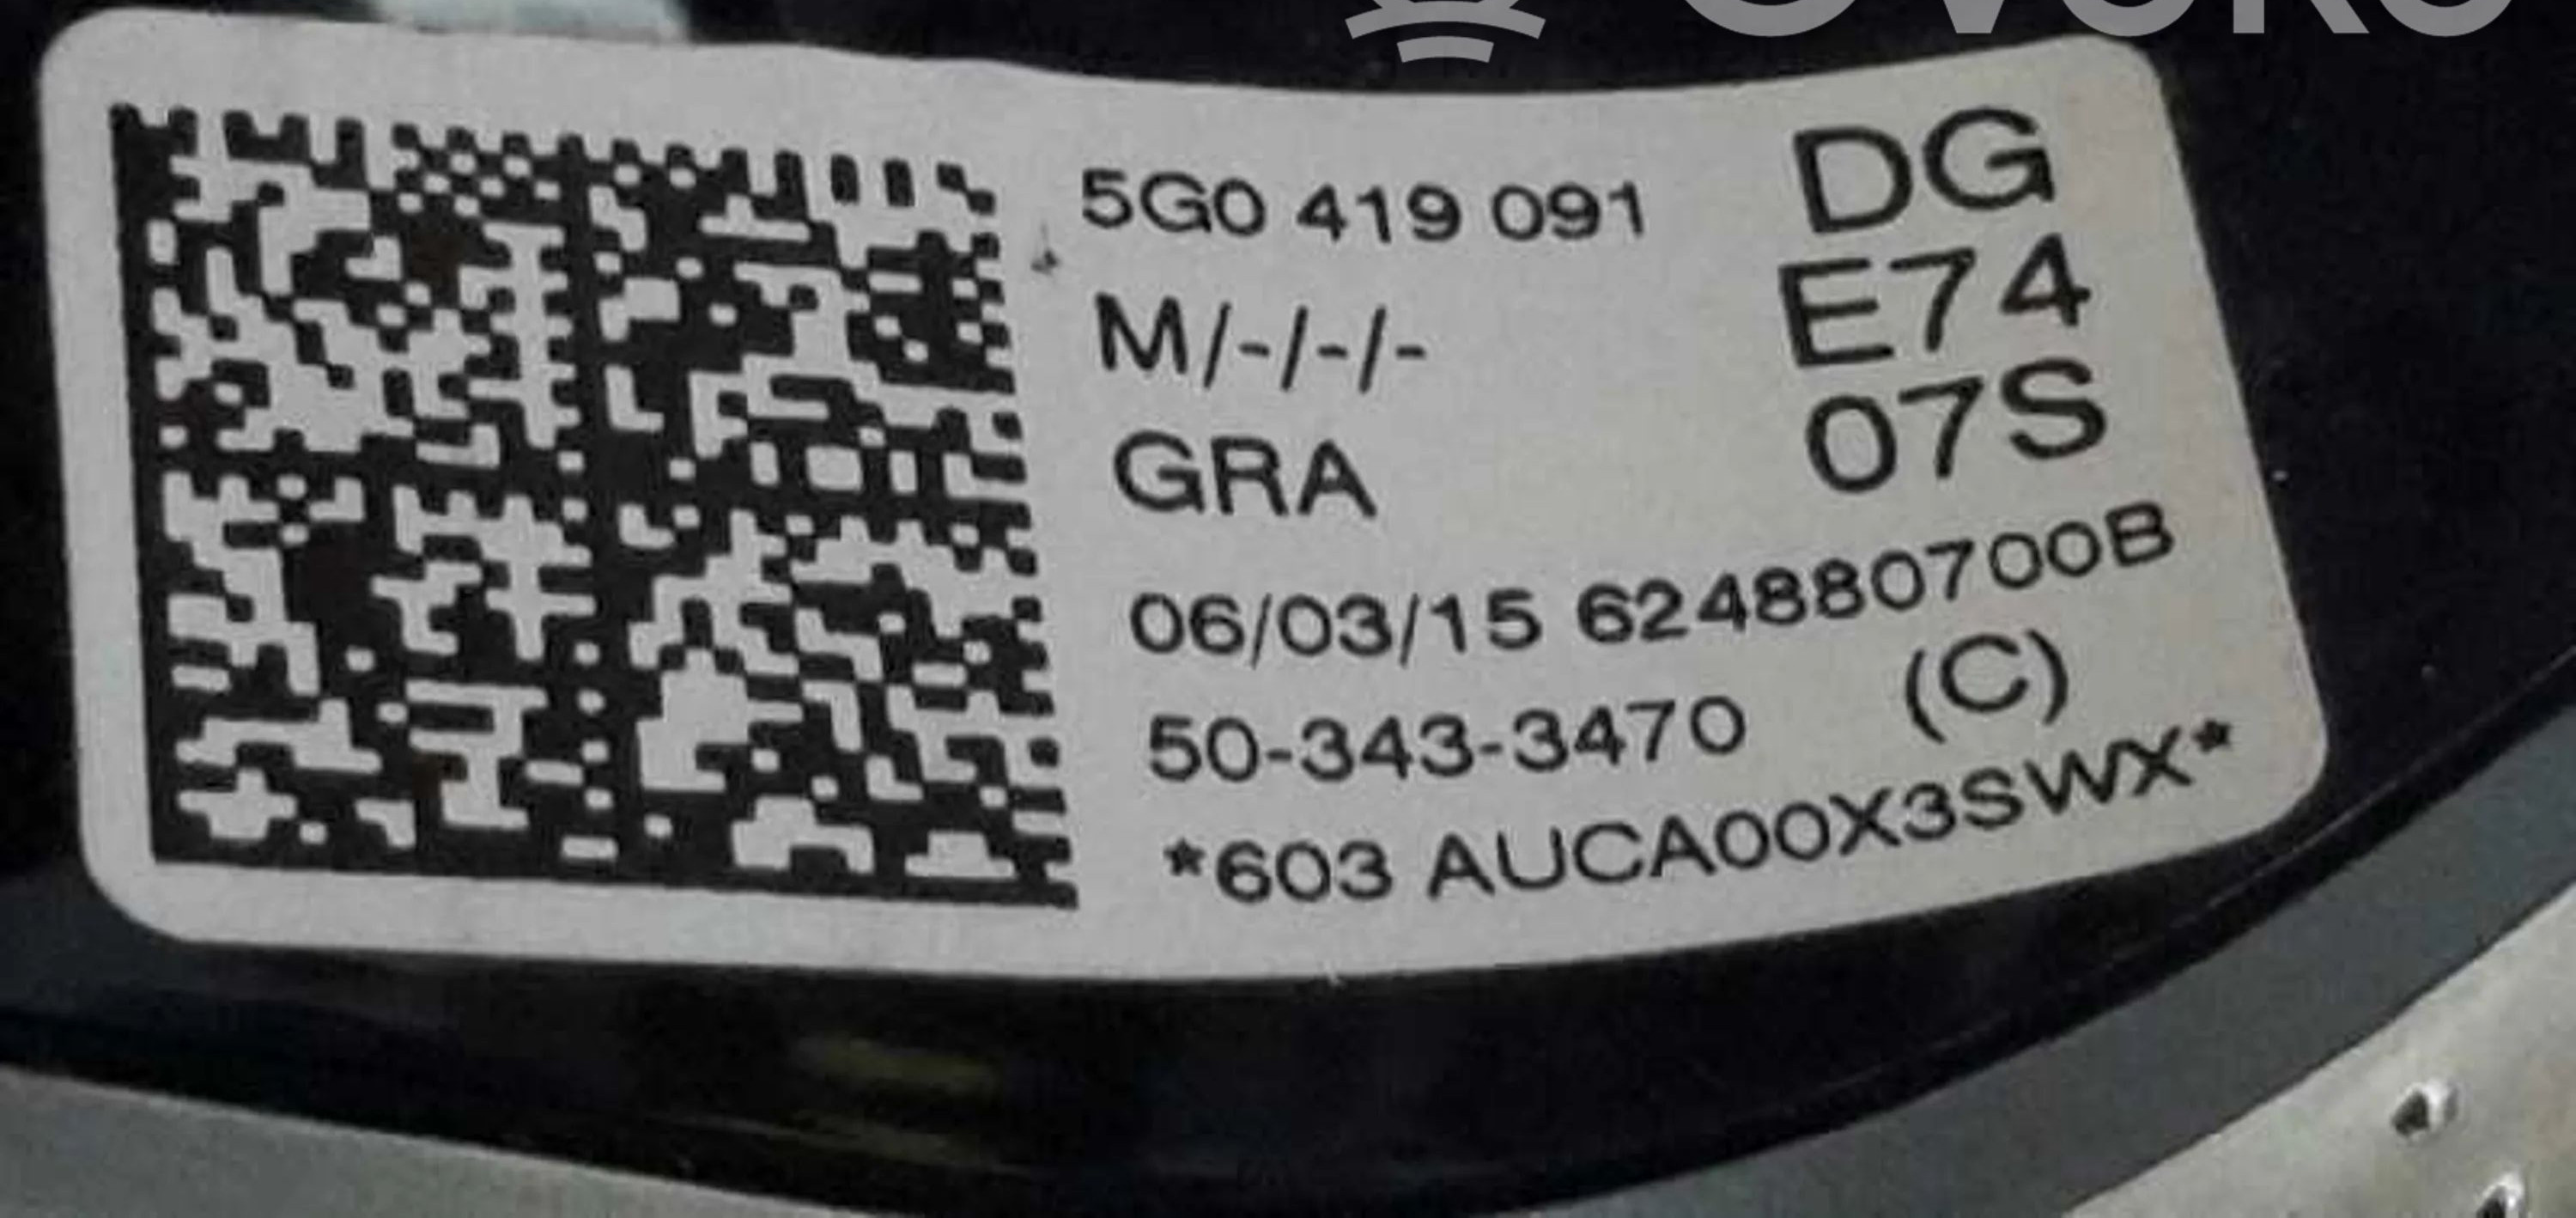 5G0 419 091
M/-/-/-
GRA
DG
E74
07S
06/03/15 624880700B
50-343-3470 (C)
*603 AUCA00X3SWX*